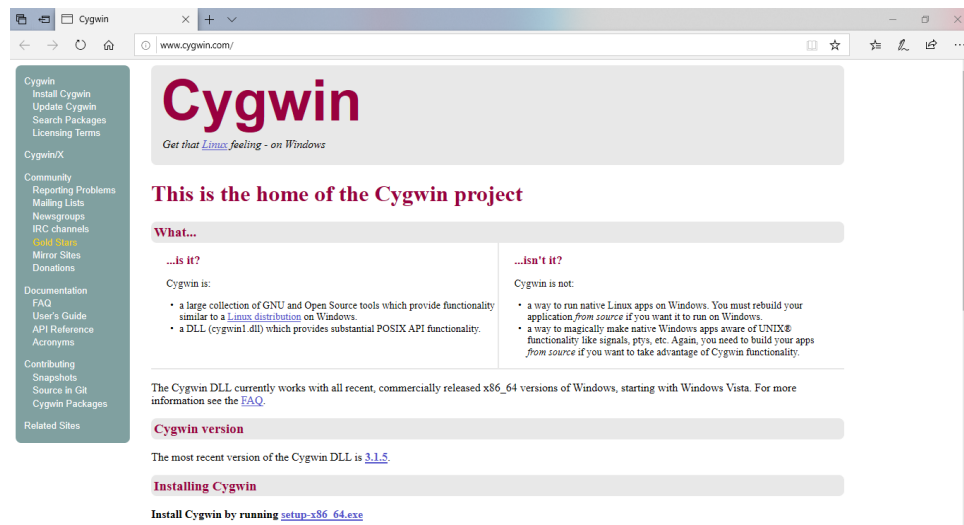 Cygwin
www.cygwin.com/
Cygwin
Install Cygwin
Update Cygwin
Search Packages
Licensing Terms
Cygwin/X
Community
Reporting Problems
Mailing Lists
Newsgroups
IRC channels
Gold Stars
Mirror Sites
Donations
Documentation
FAQ
User's Guide
API Reference
Acronyms
Contributing
Snapshots
Source in Git
Cygwin Packages
Related Sites
Cygwin
Get that Linux feeling - on Windows
This is the home of the Cygwin project
What...
...is it?
Cygwin is:
• a large collection of GNU and Open Source tools which provide functionality
similar to a Linux distribution on Windows.
• a DLL (cygwin1.dll) which provides substantial POSIX API functionality.
...isn't it?
Cygwin is not:
• a way to run native Linux apps on Windows. You must rebuild your
application from source if you want it to run on Windows.
• a way to magically make native Windows apps aware of UNIX®
functionality like signals, ptys, etc. Again, you need to build your apps
from source if you want to take advantage of Cygwin functionality.
The Cygwin DLL currently works with all recent, commercially released x86_64 versions of Windows, starting with Windows Vista. For more
information see the FAQ.
Cygwin version
The most recent version of the Cygwin DLL is 3.1.5.
Installing Cygwin
Install Cygwin by running setup-x86_64.exe